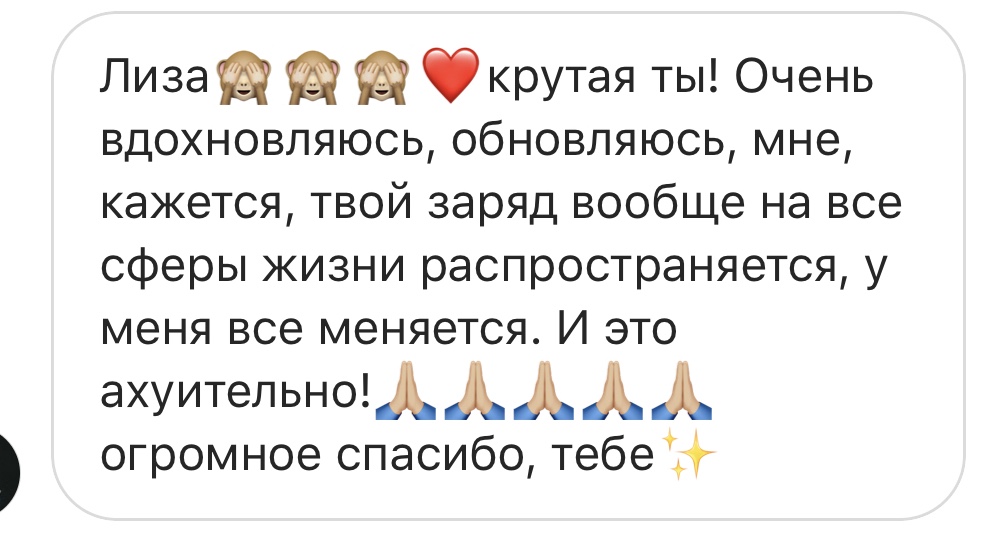 Лиза🙈🙈🙈❤️крутая ты! Очень
вдохновляюсь, обновляюсь, мне,
кажется, твой заряд вообще на все
сферы жизни распространяется, у
меня все меняется. И это
ахуительно!🙏🏼🙏🏼🙏🏼🙏🏼🙏🏼
огромное спасибо, тебе✨